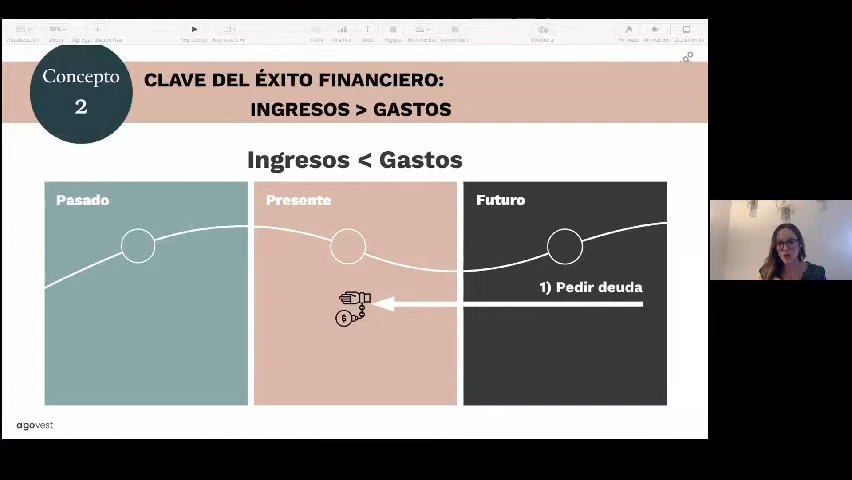 Concepto
2
CLAVE DEL ÉXITO FINANCIERO:
INGRESOS > GASTOS
Ingresos < Gastos
Pasado
Presente
Futuro
1) Pedir deuda
$
agovest